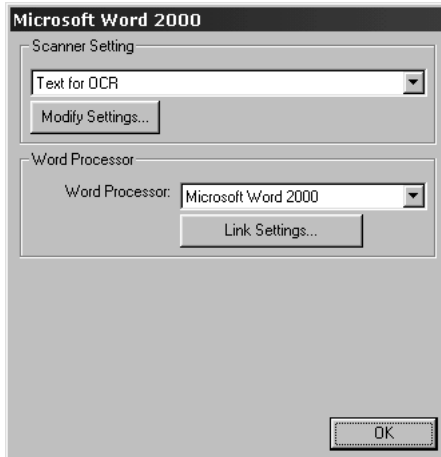 Microsoft Word 2000
Scanner Setting
Text for OCR
Modify Settings...
Word Processor
Word Processor: Microsoft Word 2000
Link Settings...
OK